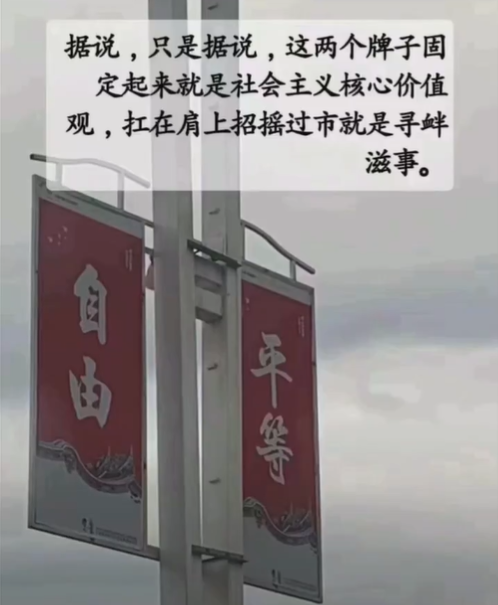 据说，只是据说，这两个牌子固
定起来就是社会主义核心价值
观，扛在肩上招摇过市就是寻衅
滋事。
自由
平等